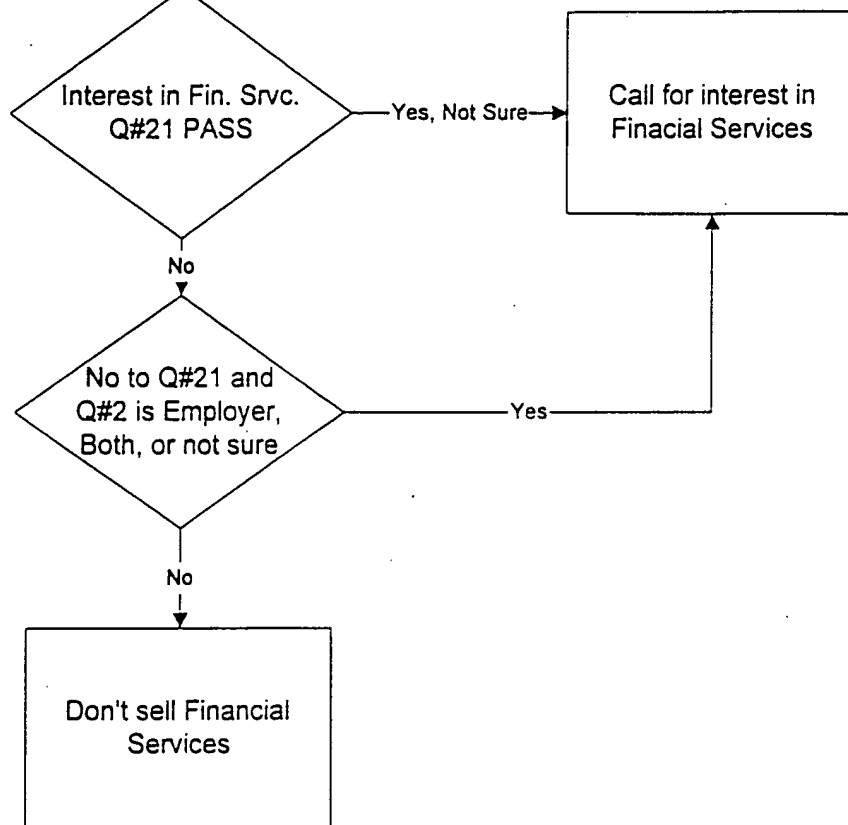 Interest in Fin. Srvc.
Q#21 PASS
Yes, Not Sure
Call for interest in
Finacial Services
No
No to Q#21 and
Q#2 is Employer,
Both, or not sure
Yes
No
Don't sell Financial
Services